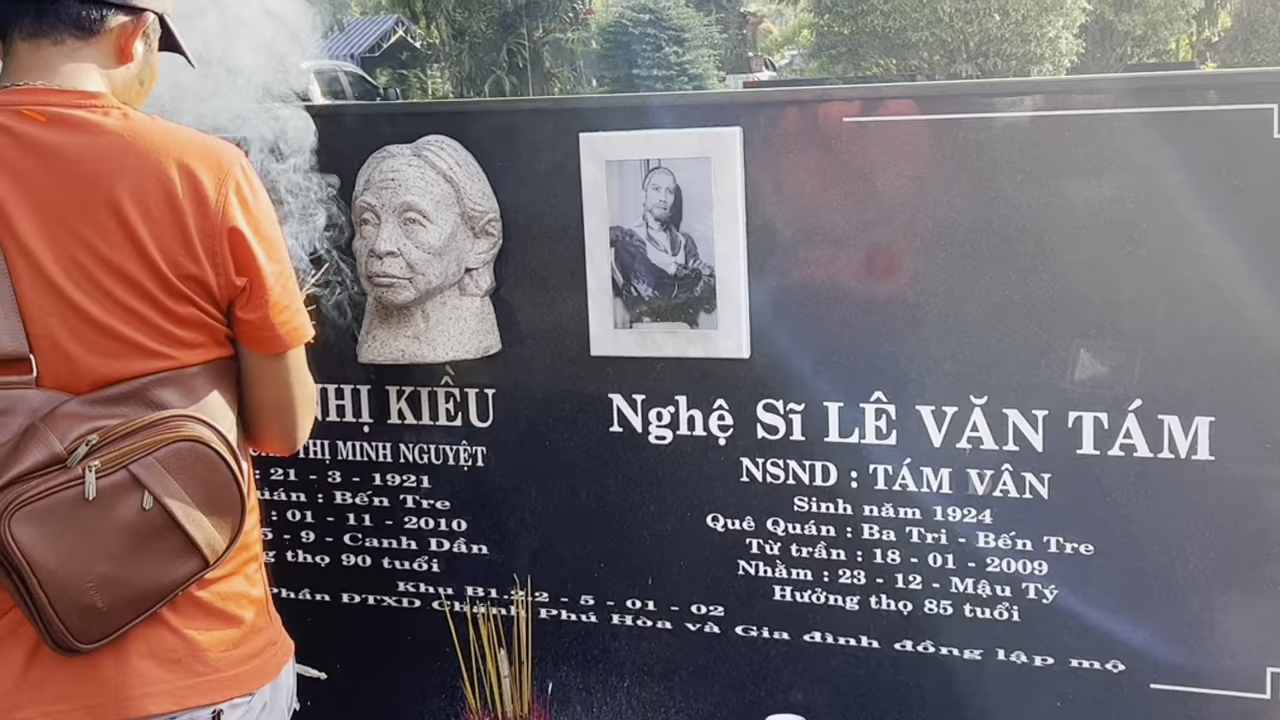 NHỊ KIỀU
THỊ MINH NGUYỆT
: 21 - 3 - 1921
Quán : Bến Tre
: 01 - 11 - 2010
5 - 9 - Canh Dần
thọ 90 tuổi
Nghệ Sĩ LÊ VĂN TÁM
NSND : TÁM VÂN
Sinh năm 1924
Quê Quán : Ba Tri - Bến Tre
Từ trần : 18 - 01 - 2009
Nhằm : 23 - 12 - Mậu Tý
Hưởng thọ 85 tuổi
Khu B1.22 - 5 - 01 - 02
Phần ĐTXD Chánh Phú Hòa và Gia đình đồng lập mộ